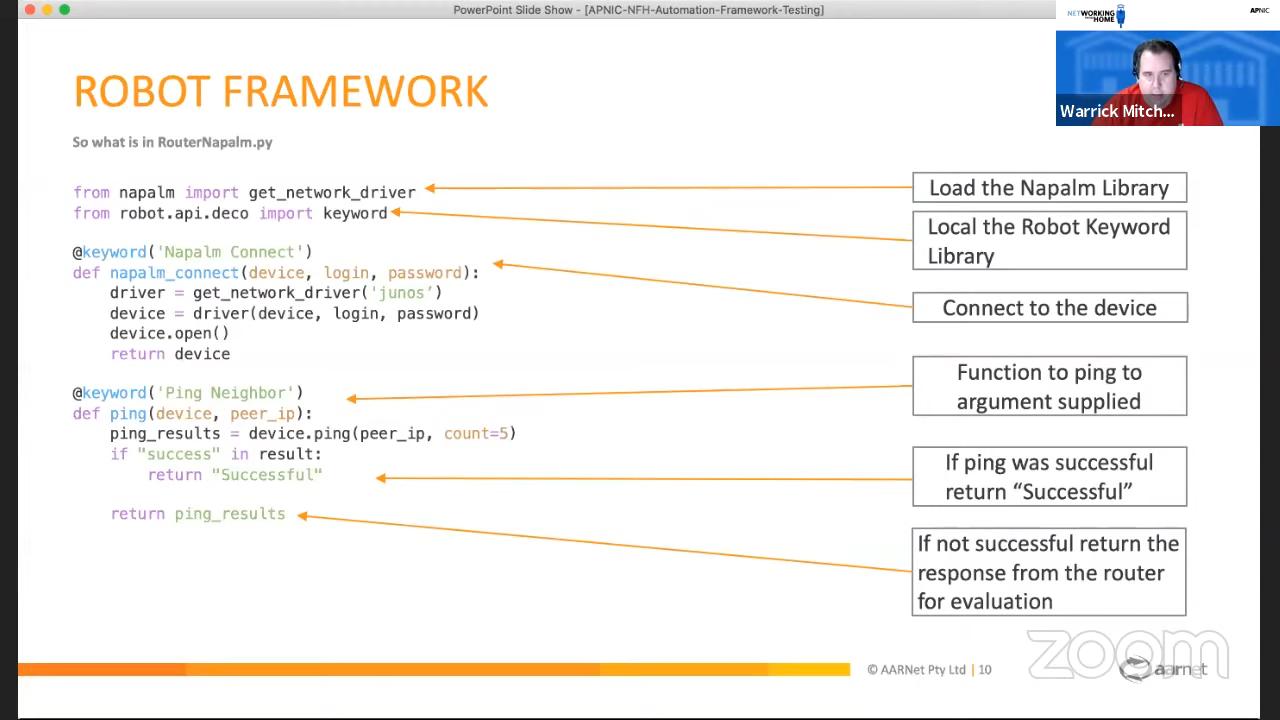 PowerPoint Slide Show - [APNIC-NFH-Automation-Framework-Testing]
NETWORKING
HOME
APNIC
Warrick Mitch...
ROBOT FRAMEWORK
So what is in RouterNapalm.py
from napalm import get_network_driver
from robot.api.deco import keyword
@keyword('Napalm Connect')
def napalm_connect(device, login, password):
driver = get_network_driver('junos’)
device = driver(device, login, password)
device.open()
return device
@keyword('Ping Neighbor')
def ping(device, peer_ip):
ping_results = device.ping(peer_ip, count=5)
if "success" in result:
return "Successful"
return ping_results
Load the Napalm Library
Local the Robot Keyword
Library
Connect to the device
Function to ping to
argument supplied
If ping was successful
return “Successful”
If not successful return the
response from the router
for evaluation
© AARNet Pty Ltd | 10
aarnet
zoom